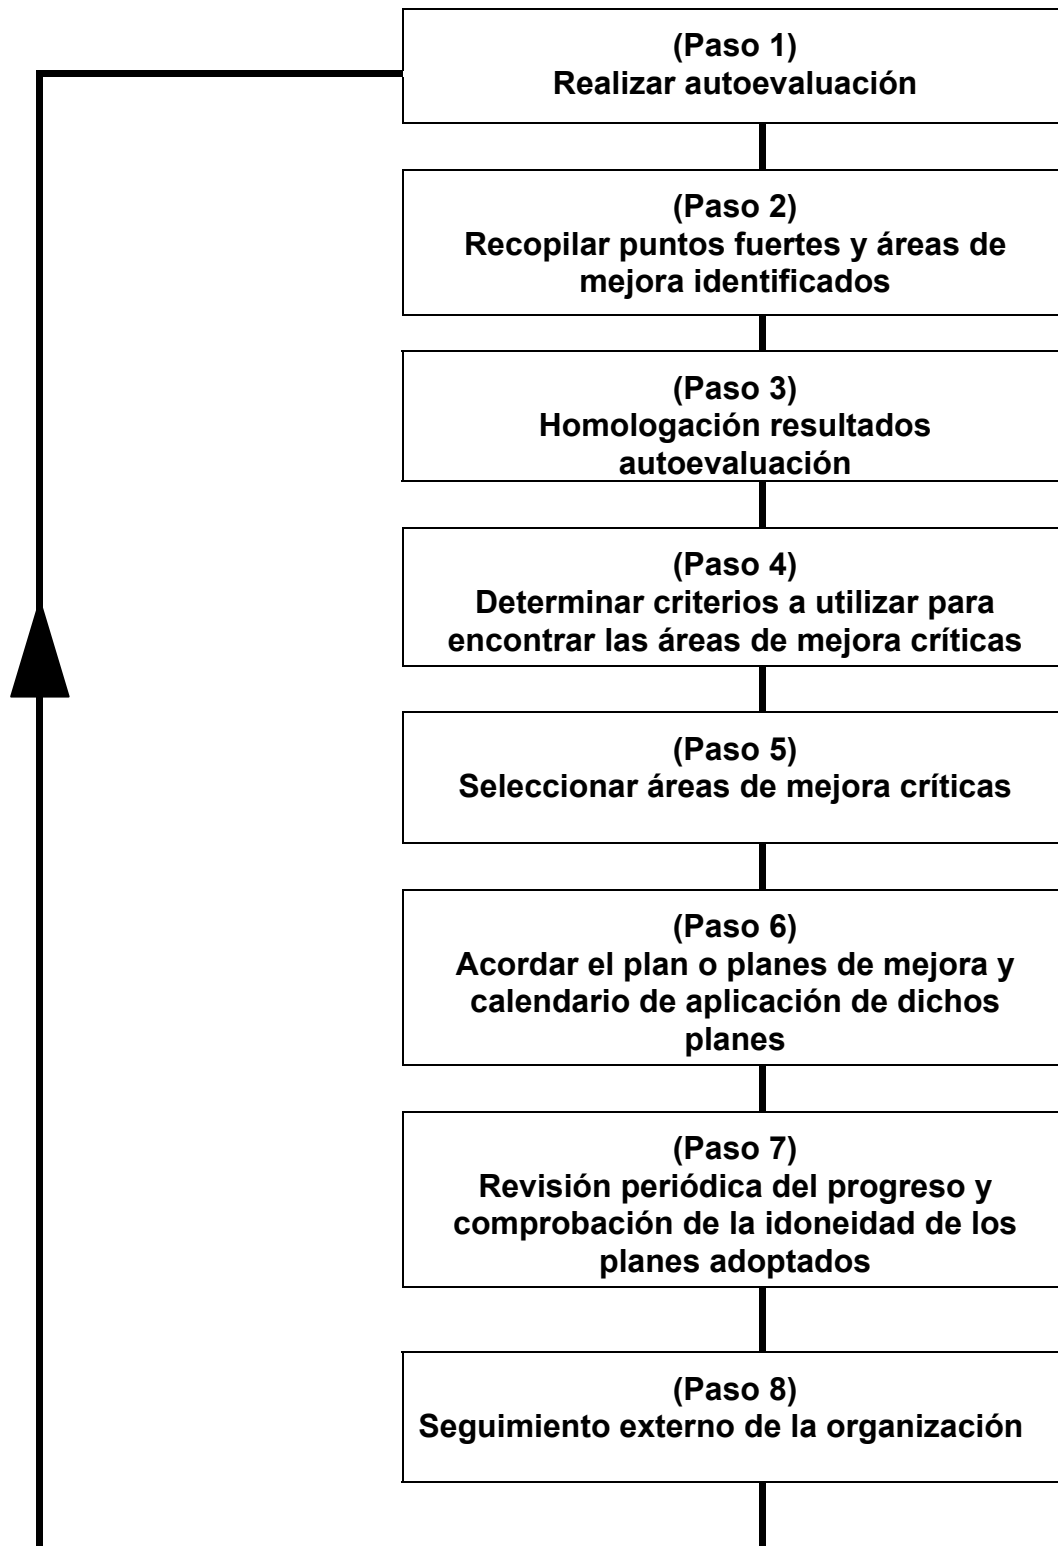 (Paso 1)
Realizar autoevaluación
(Paso 2)
Recopilar puntos fuertes y áreas de
mejora identificados
(Paso 3)
Homologación resultados
autoevaluación
(Paso 4)
Determinar criterios a utilizar para
encontrar las áreas de mejora críticas
(Paso 5)
Seleccionar áreas de mejora críticas
(Paso 6)
Acordar el plan o planes de mejora y
calendario de aplicación de dichos
planes
(Paso 7)
Revisión periódica del progreso y
comprobación de la idoneidad de los
planes adoptados
(Paso 8)
Seguimiento externo de la organización